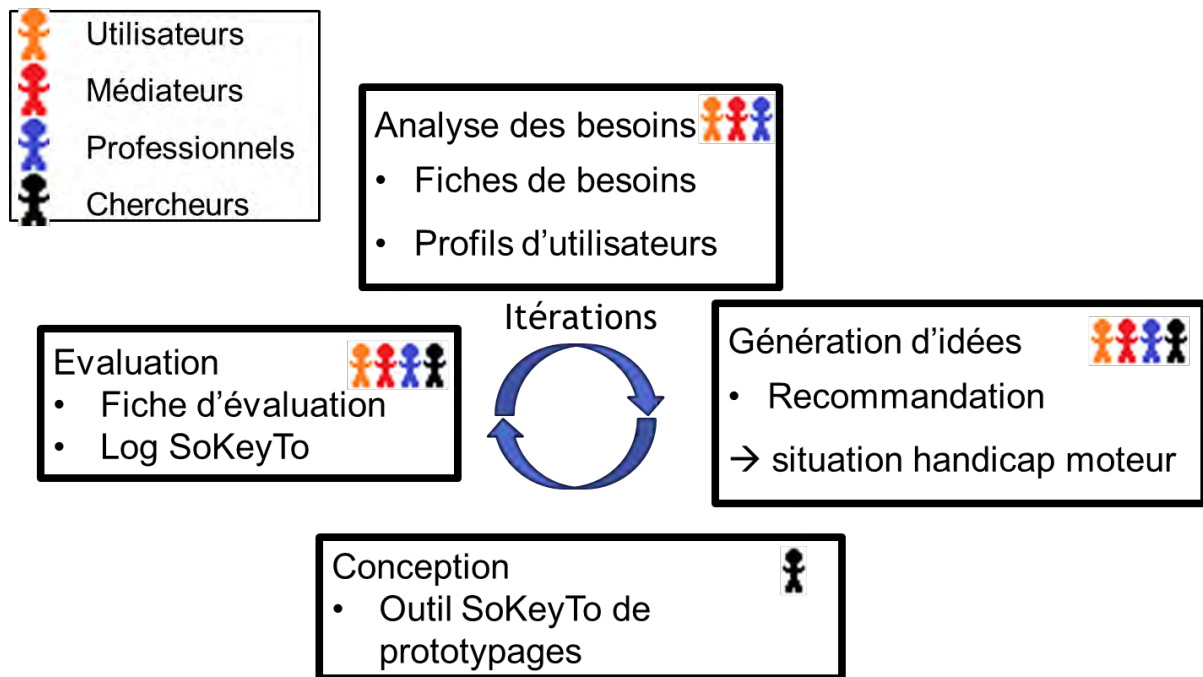 Utilisateurs
Médiateurs
Professionnels
Chercheurs
Analyse des besoins
• Fiches de besoins
• Profils d'utilisateurs
Itérations
Evaluation
• Fiche d'évaluation
• Log SoKeyTo
Génération d'idées
• Recommandation
→ situation handicap moteur
Conception
• Outil SoKeyTo de
prototypages